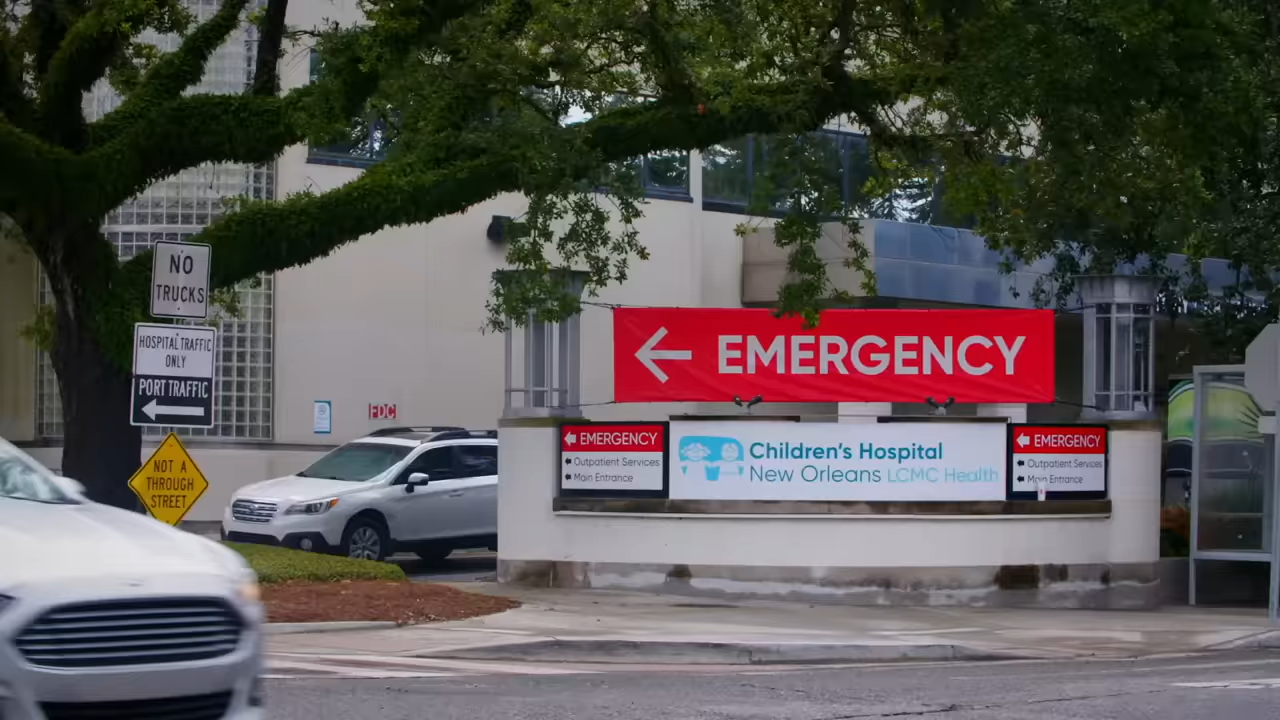 NO
TRUCKS
HOSPITAL TRAFFIC
ONLY
PORT TRAFFIC
NOT A
THROUGH
STREET
FDC
EMERGENCY
EMERGENCY
Outpatient Services
Main Entrance
Children's Hospital
New Orleans LCMC Health
EMERGENCY
Outpatient Services
Main Entrance